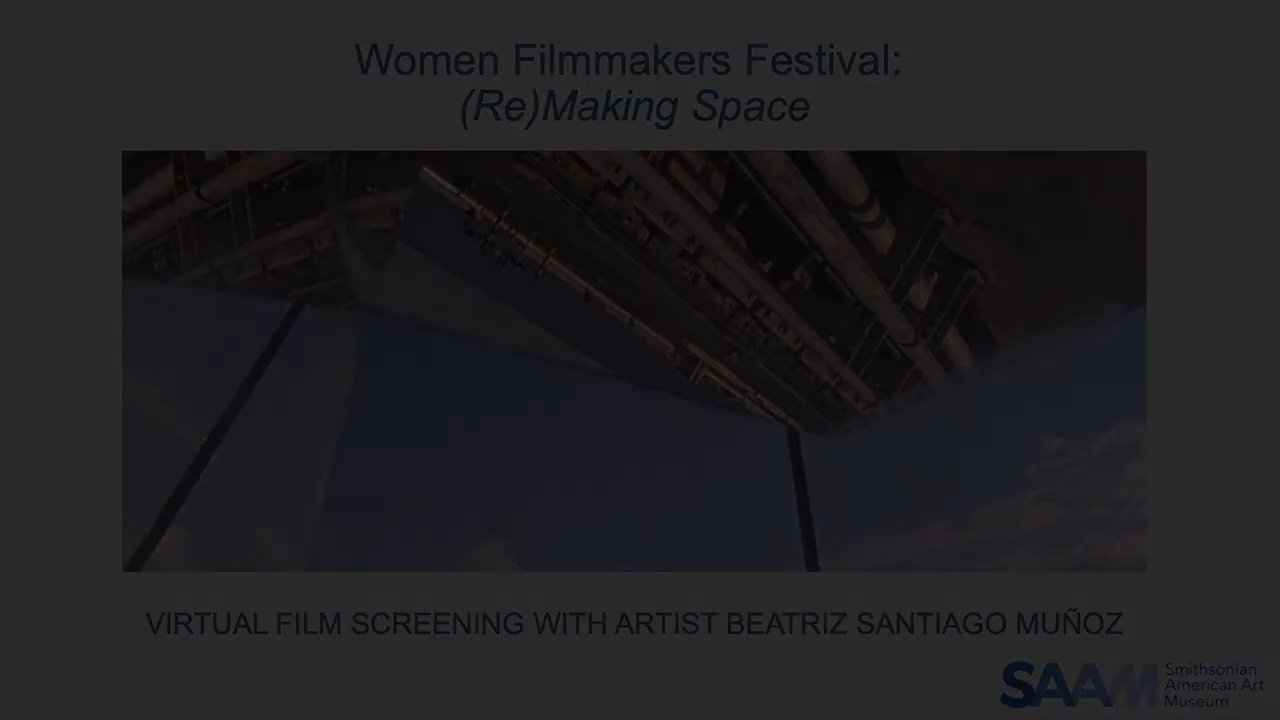 Women Filmmakers Festival:
(Re)Making Space
VIRTUAL FILM SCREENING WITH ARTIST BEATRIZ SANTIAGO MUÑOZ
SAAM
Smithsonian
American Art
Museum